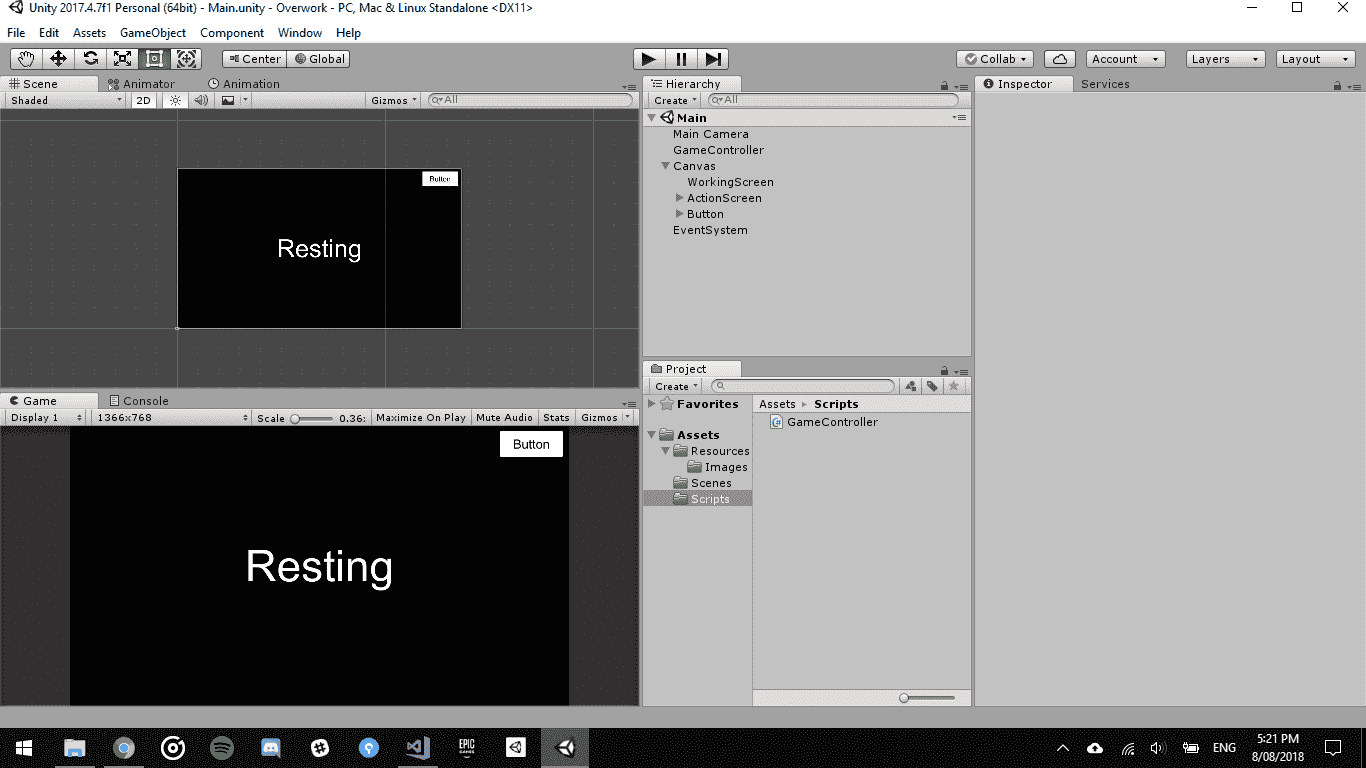 Unity 2017.4.7f1 Personal (64bit) - Main.unity - Overwork - PC, Mac & Linux Standalone <DX11>
File Edit Assets GameObject Component Window Help
Center Global Collab Account Layers Layout
Scene Animator Animation
Shaded 2D Gizmos All
Button
Resting
Game Console
Display 1 1366x768 Scale 0.36: Maximize On Play Mute Audio Stats Gizmos
Button
Resting
Hierarchy
Create All
Main
Main Camera
GameController
Canvas
WorkingScreen
ActionScreen
Button
EventSystem
Project
Create
Favorites
Assets
Resources
Images
Scenes
Scripts
Assets Scripts
GameController
Inspector Services
EPIC
GAMES
ENG
5:21 PM
8/08/2018